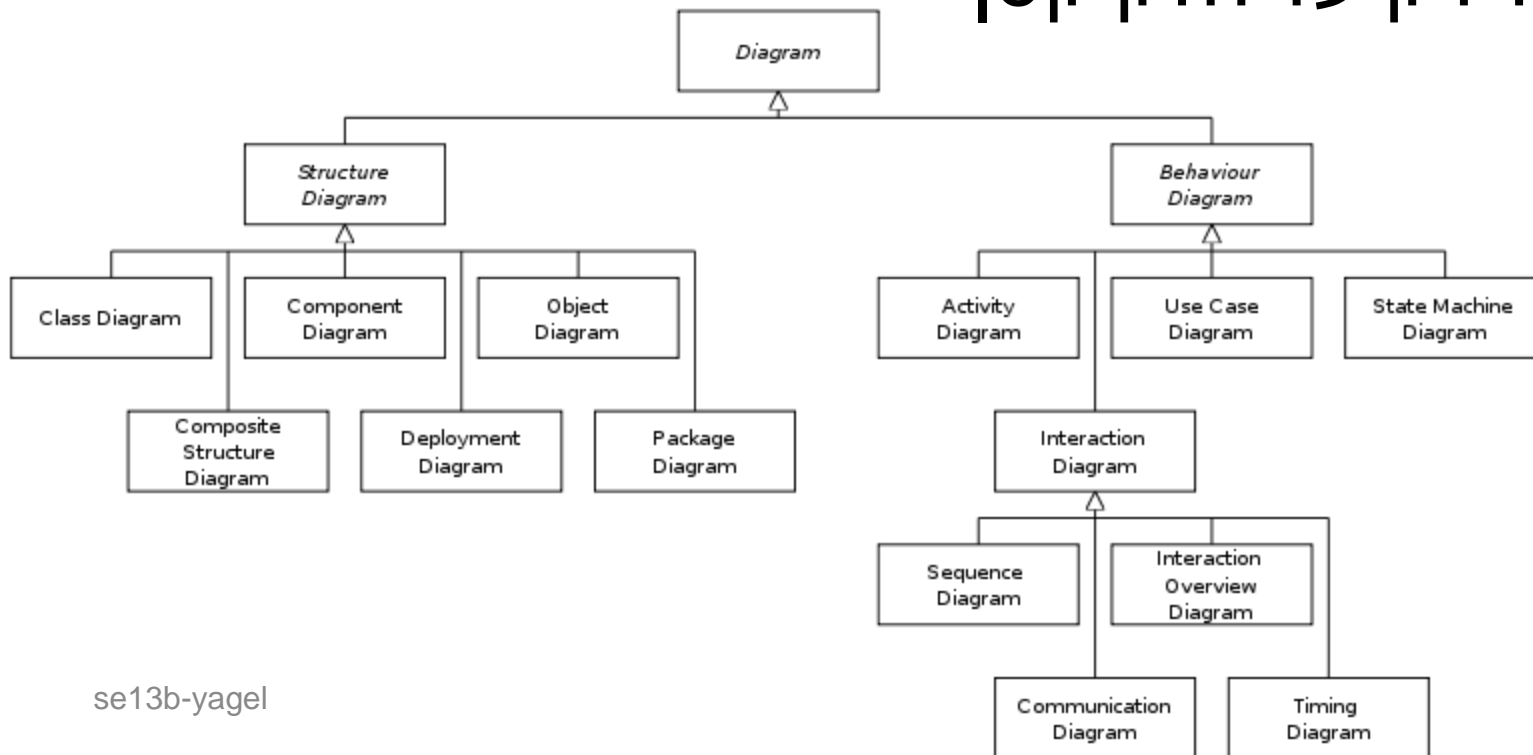 Diagram
Structure
Diagram
Behaviour
Diagram
Class Diagram
Component
Diagram
Object
Diagram
Activity
Diagram
Use Case
Diagram
State Machine
Diagram
Composite
Structure
Diagram
Deployment
Diagram
Package
Diagram
Interaction
Diagram
Sequence
Diagram
Interaction
Overview
Diagram
Communication
Diagram
Timing
Diagram
se13b-yagel